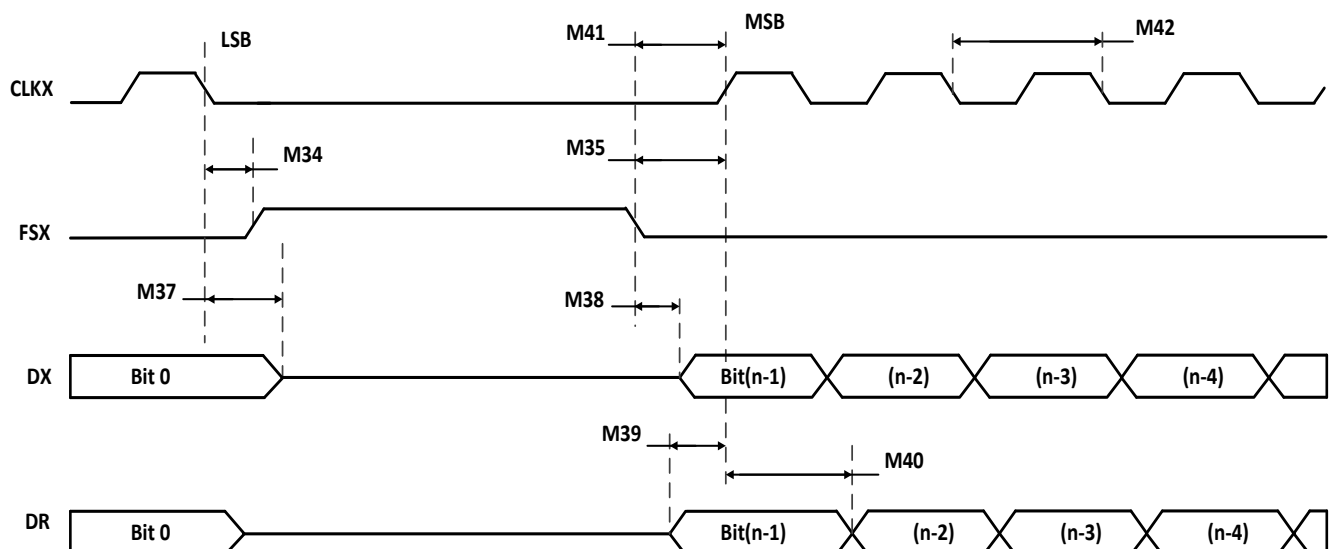 LSB
M41
MSB
M42
CLKX
M34
M35
FSX
M37
M38
DX
Bit 0
Bit(n-1)
(n-2)
(n-3)
(n-4)
M39
M40
DR
Bit 0
Bit(n-1)
(n-2)
(n-3)
(n-4)